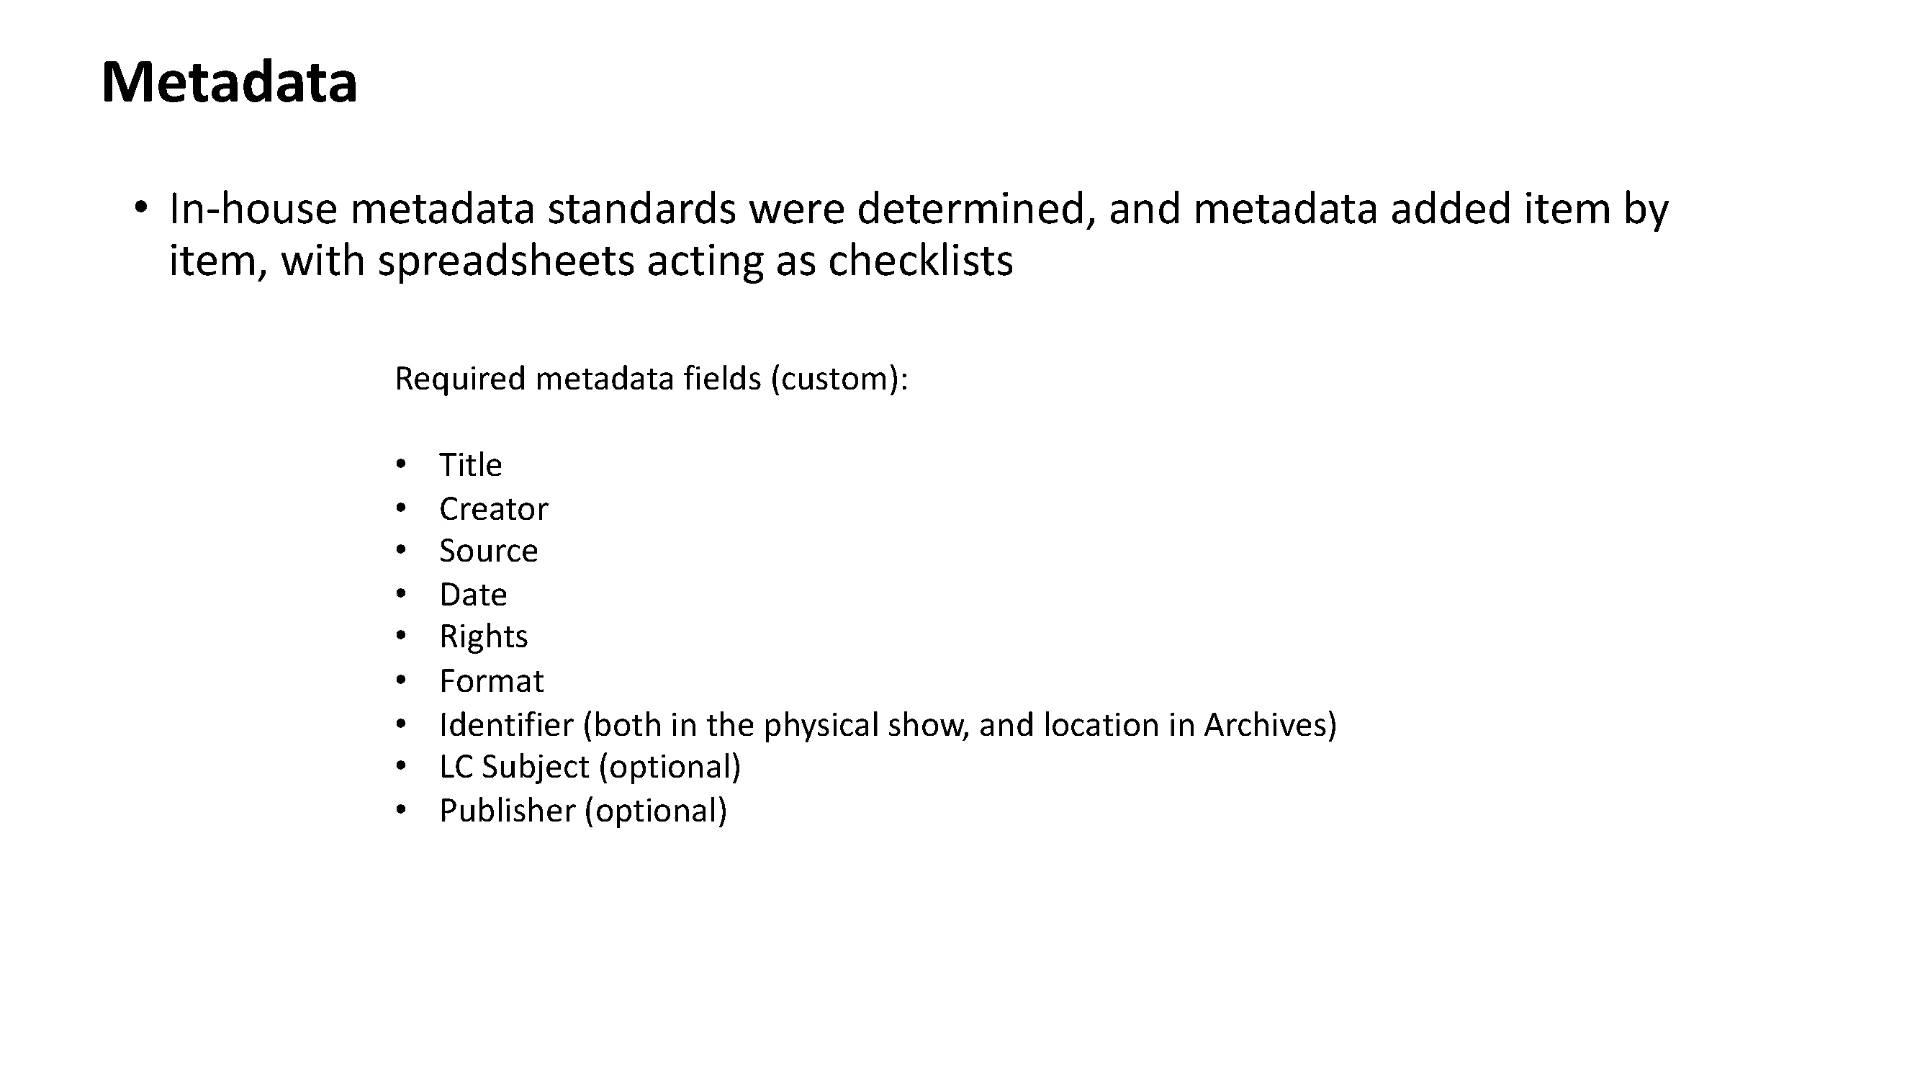 Metadata
• In-house metadata standards were determined, and metadata added item by
item, with spreadsheets acting as checklists
Required metadata fields (custom):
• Title
• Creator
• Source
• Date
• Rights
• Format
• Identifier (both in the physical show, and location in Archives)
• LC Subject (optional)
• Publisher (optional)